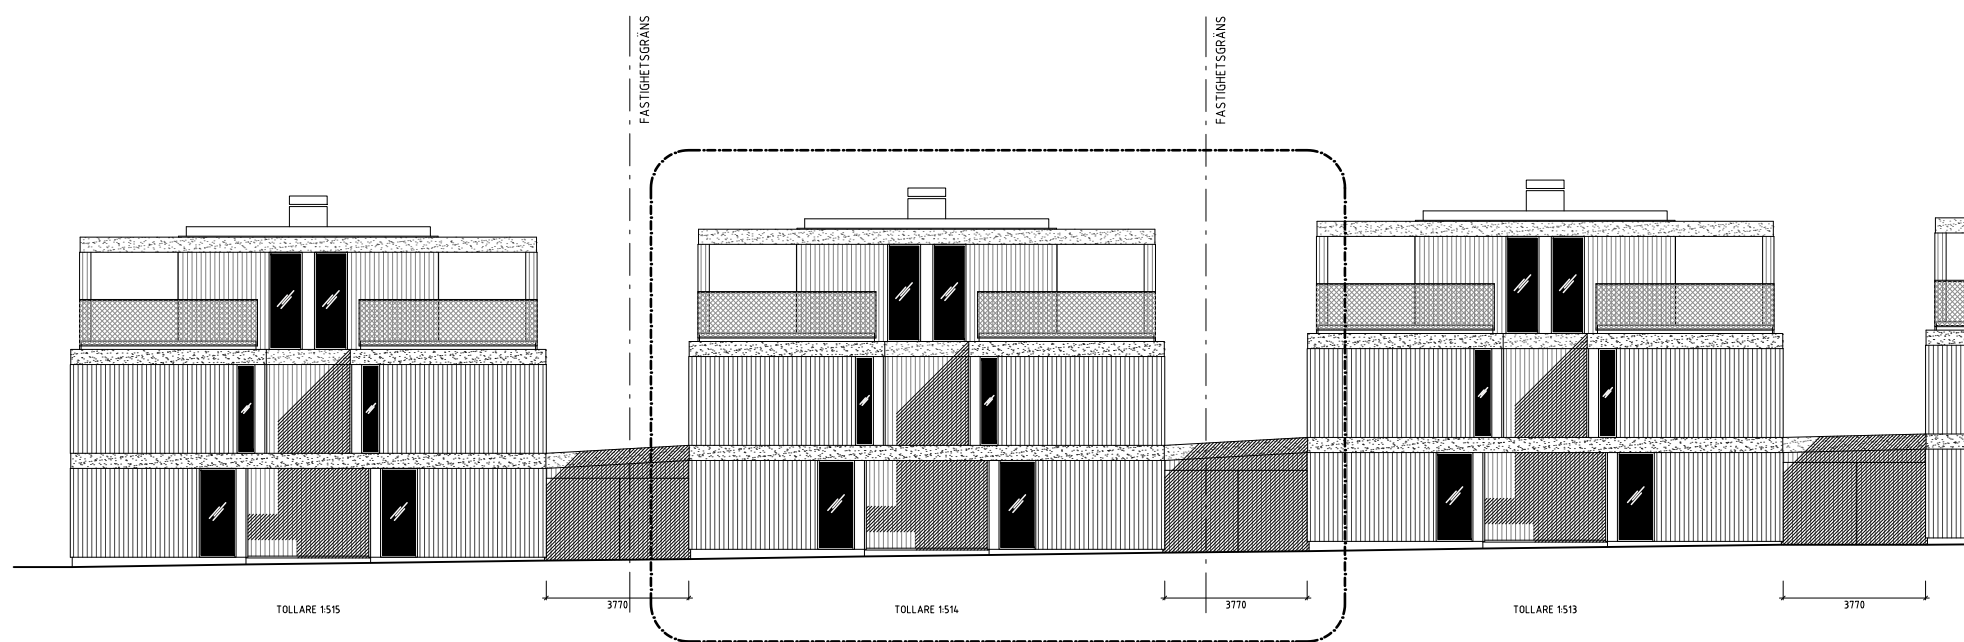 FASTIGHETSGRÄNS
FASTIGHETSGRÄNS
TOLLARE 1:515
3770
TOLLARE 1:514
3770
TOLLARE 1:513
3770